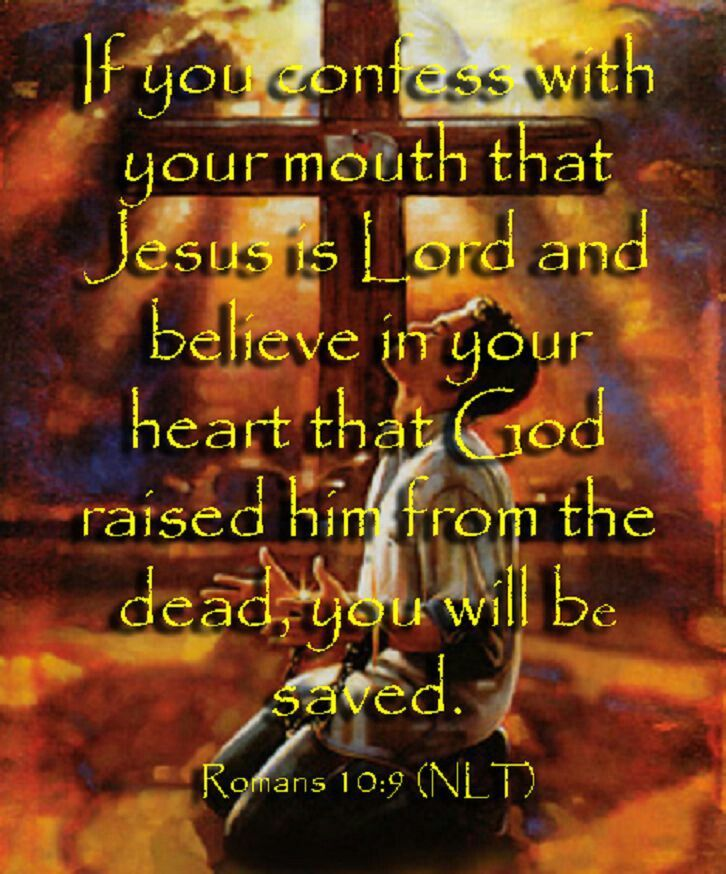 If you confess with
your mouth that
Jesus is Lord and
believe in your
heart that God
raised him from the
dead, you will be
saved.
Romans 10:9 (NLT)